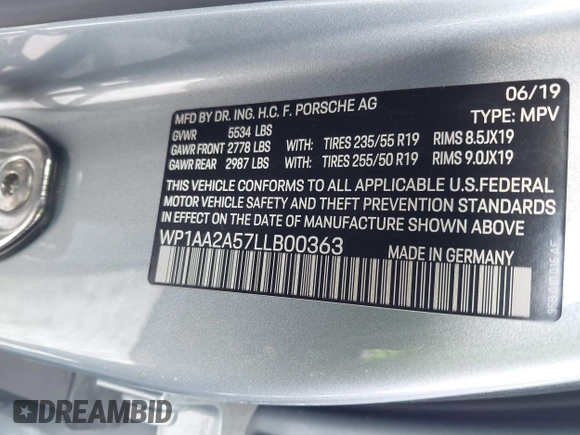 06/19
MFD BY DR. ING. H.C. F. PORSCHE AG
TYPE: MPV
GVWR 5534 LBS
GAWR FRONT 2778 LBS WITH: TIRES 235/55 R19 RIMS 8.5JX19
GAWR REAR 2987 LBS WITH: TIRES 255/50 R19 RIMS 9.0JX19
THIS VEHICLE CONFORMS TO ALL APPLICABLE U.S.FEDERAL
MOTOR VEHICLE SAFETY AND THEFT PREVENTION STANDARDS
IN EFFECT ON THE DATE OF MANUFACTURE SHOWN ABOVE
WP1AA2A57LLB00363
MADE IN GERMANY
DREAMBID